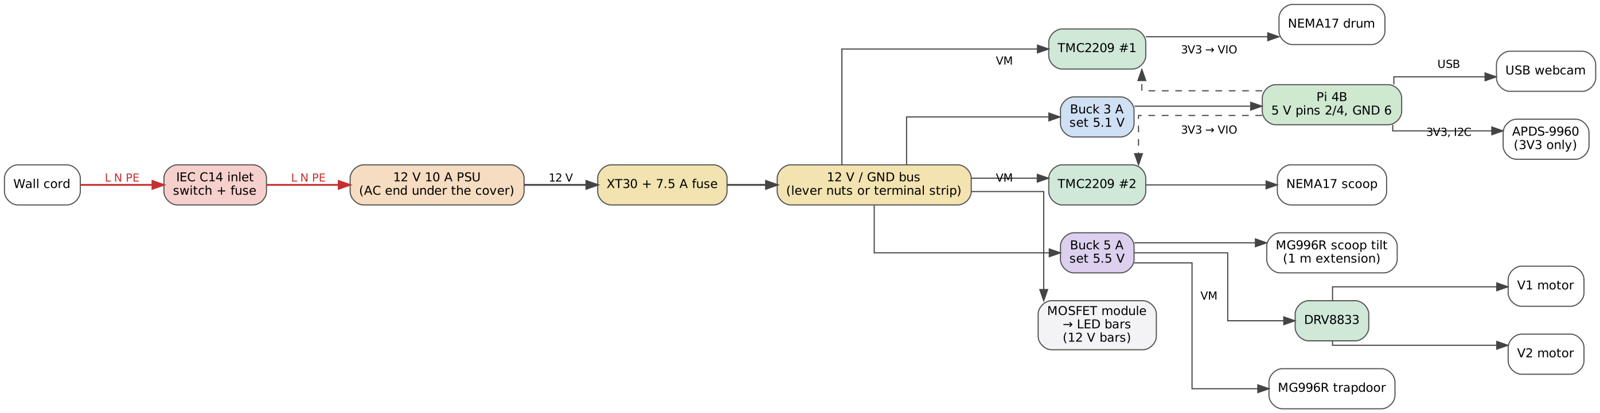 Wall cord
L N PE
IEC C14 inlet
switch + fuse
L N PE
12 V 10 A PSU
(AC end under the cover)
12 V
XT30 + 7.5 A fuse
12 V / GND bus
(lever nuts or terminal strip)
VM
TMC2209 #1
3V3 → VIO
NEMA17 drum
Buck 3 A
set 5.1 V
3V3 → VIO
Pi 4B
5 V pins 2/4, GND 6
USB
USB webcam
3V3, I2C
APDS-9960
(3V3 only)
VM
TMC2209 #2
NEMA17 scoop
Buck 5 A
set 5.5 V
MG996R scoop tilt
(1 m extension)
VM
DRV8833
V1 motor
V2 motor
MOSFET module
→ LED bars
(12 V bars)
MG996R trapdoor